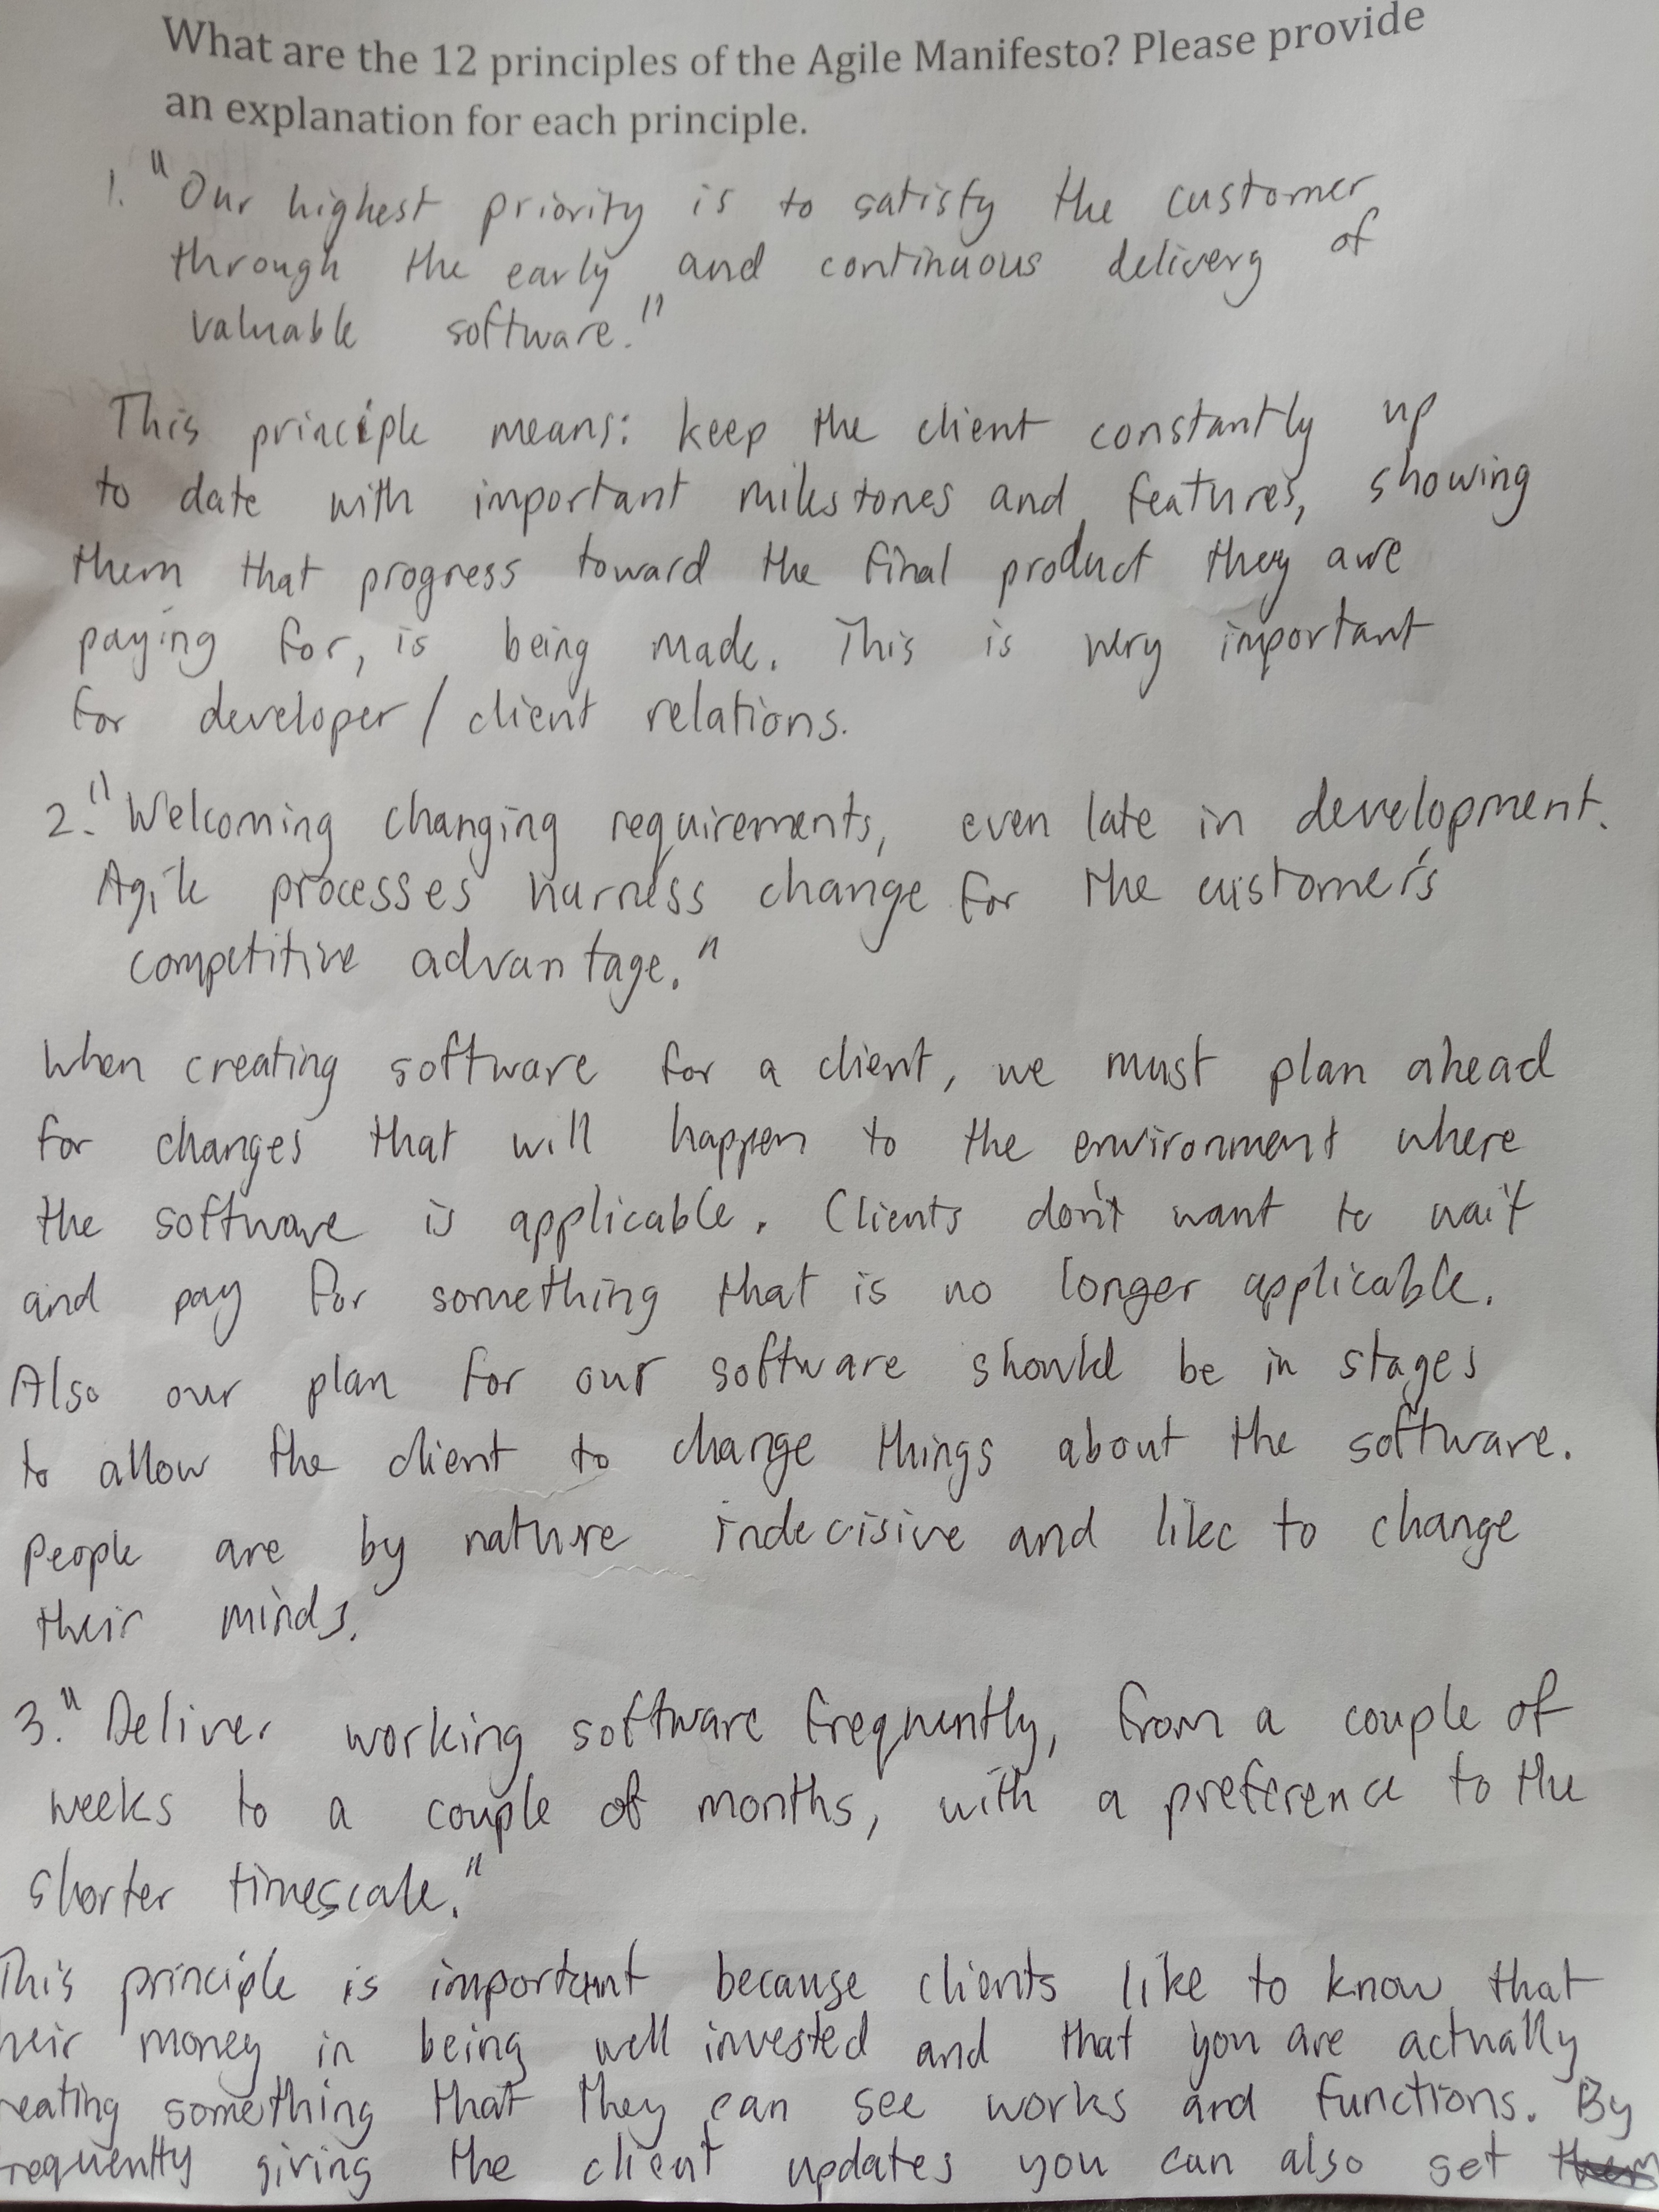 What are the 12 principles of the Agile Manifesto? Please provide
an explanation for each principle.
1. "Our highest priority is to satisfy the customer
through the early and continuous delivery of
valuable software."
This principle means: keep the client constantly up
to date with important milestones and features, showing
them that progress toward the final product they are
paying for, is being made. This is very important
for developer/client relations.
2. "Welcoming changing requirements, even late in development.
Agile processes harness change for the customer's
competitive advantage."
When creating software for a client, we must plan ahead
for changes that will happen to the environment where
the software is applicable. Clients don't want to wait
and pay for something that is no longer applicable.
Also our plan for our software should be in stages
to allow the client to change things about the software.
People are by nature indecisive and like to change
their minds.
3. "Deliver working software frequently, from a couple of
weeks to a couple of months, with a preference to the
shorter timescale."
This principle is important because clients like to know that
heir money in being well invested and that you are actually
reating something that they can see works and functions. By
requently giving the client updates you can also set